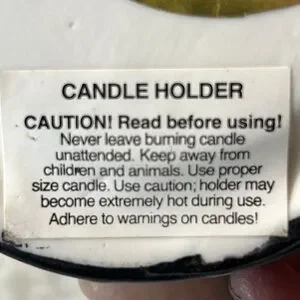 CANDLE HOLDER
CAUTION! Read before using!
Never leave burning candle
unattended. Keep away from
children and animals. Use proper
size candle. Use caution; holder may
become extremely hot during use.
Adhere to warnings on candles!